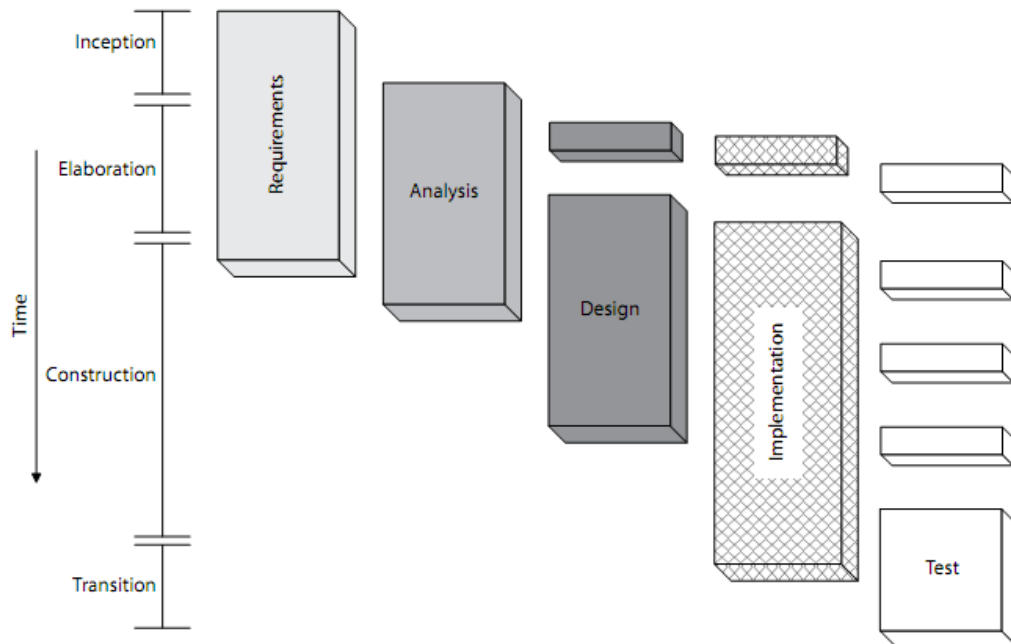 Inception
Requirements
Elaboration
Analysis
Time
Design
Construction
Implementation
Transition
Test